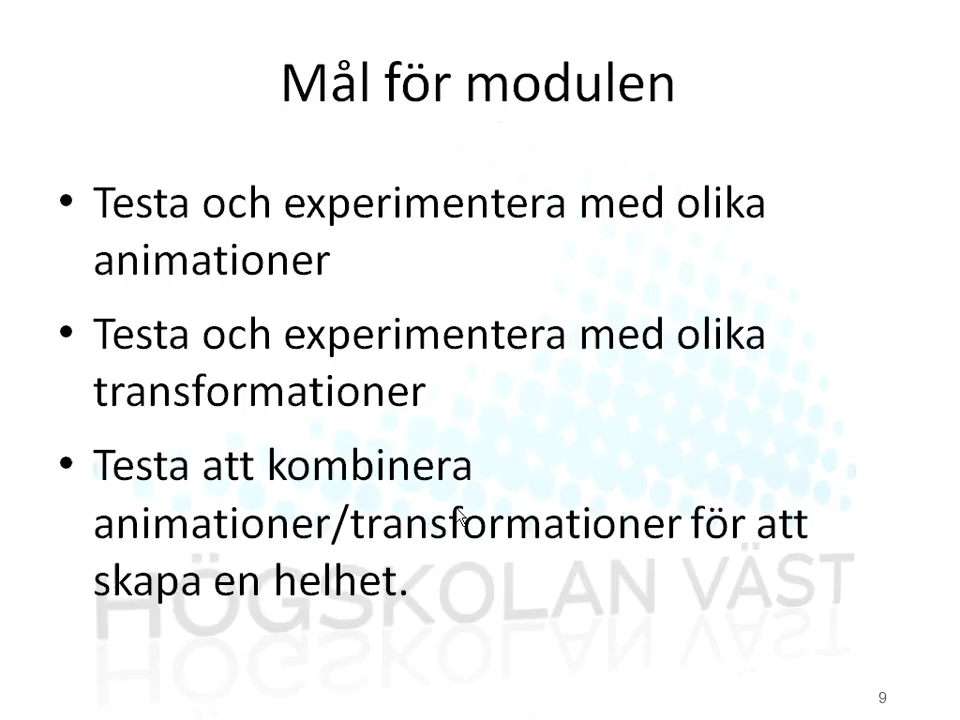 Mål för modulen
• Testa och experimentera med olika
animationer
• Testa och experimentera med olika
transformationer
• Testa att kombinera
animationer/transformationer för att
skapa en helhet.
HÖGSKOLAN VÄST
9